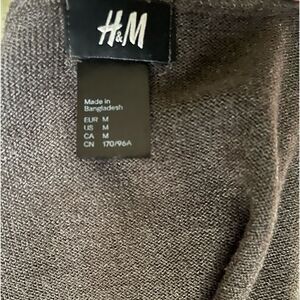 H&M
Made in
Bangladesh
EUR M
US M
CA M
CN 170/96A